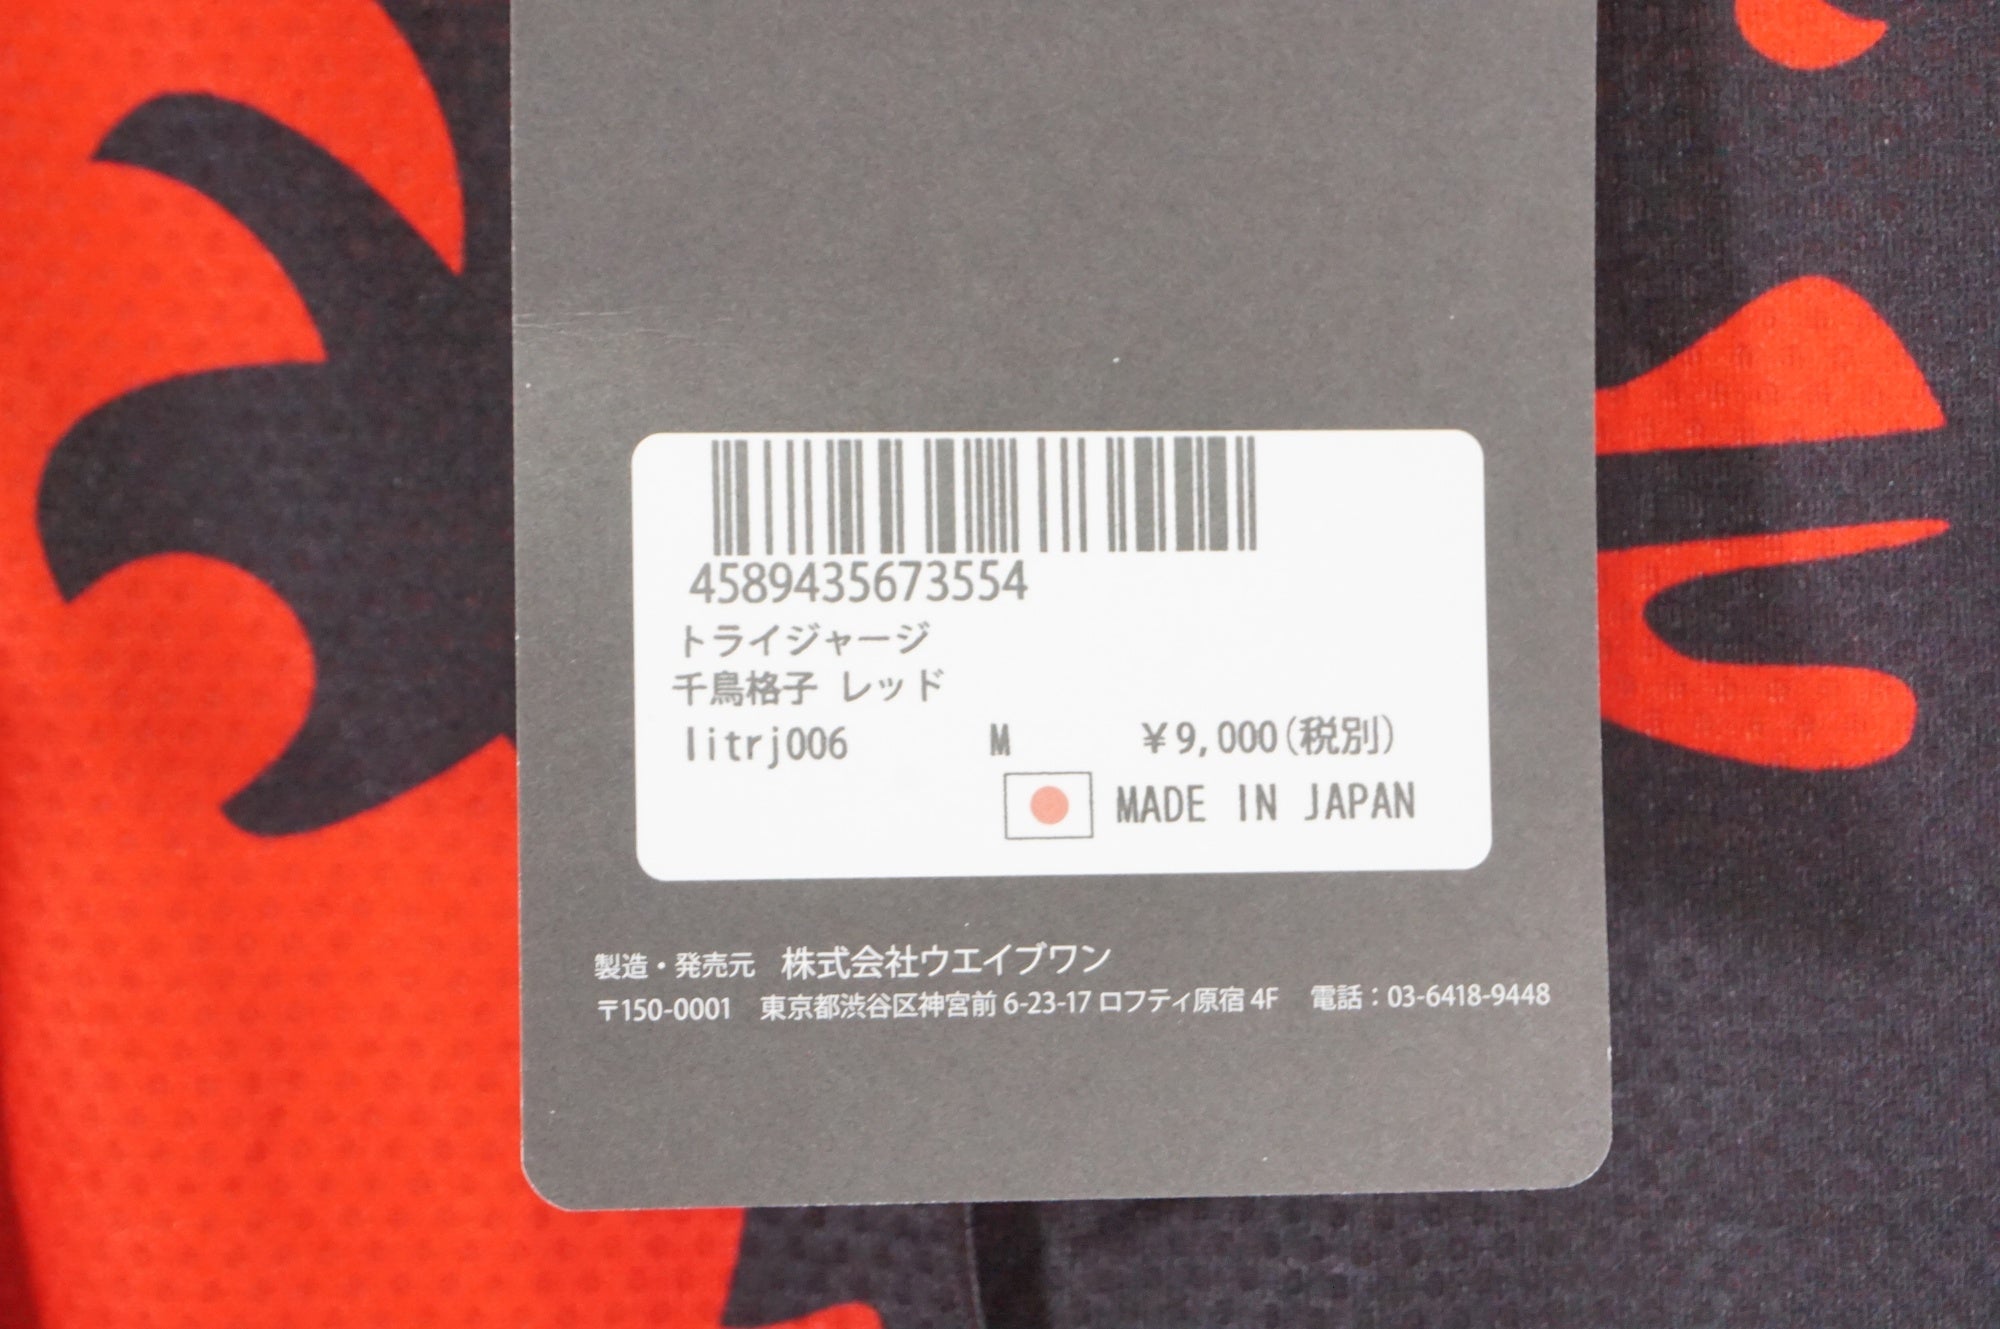 4589435673554
トライジャージ
千鳥格子 レッド
litrj006 M ¥9,000(税別)
MADE IN JAPAN
製造・発売元 株式会社ウエイブワン
〒150-0001 東京都渋谷区神宮前 6-23-17 ロフティ原宿 4F 電話：03-6418-9448